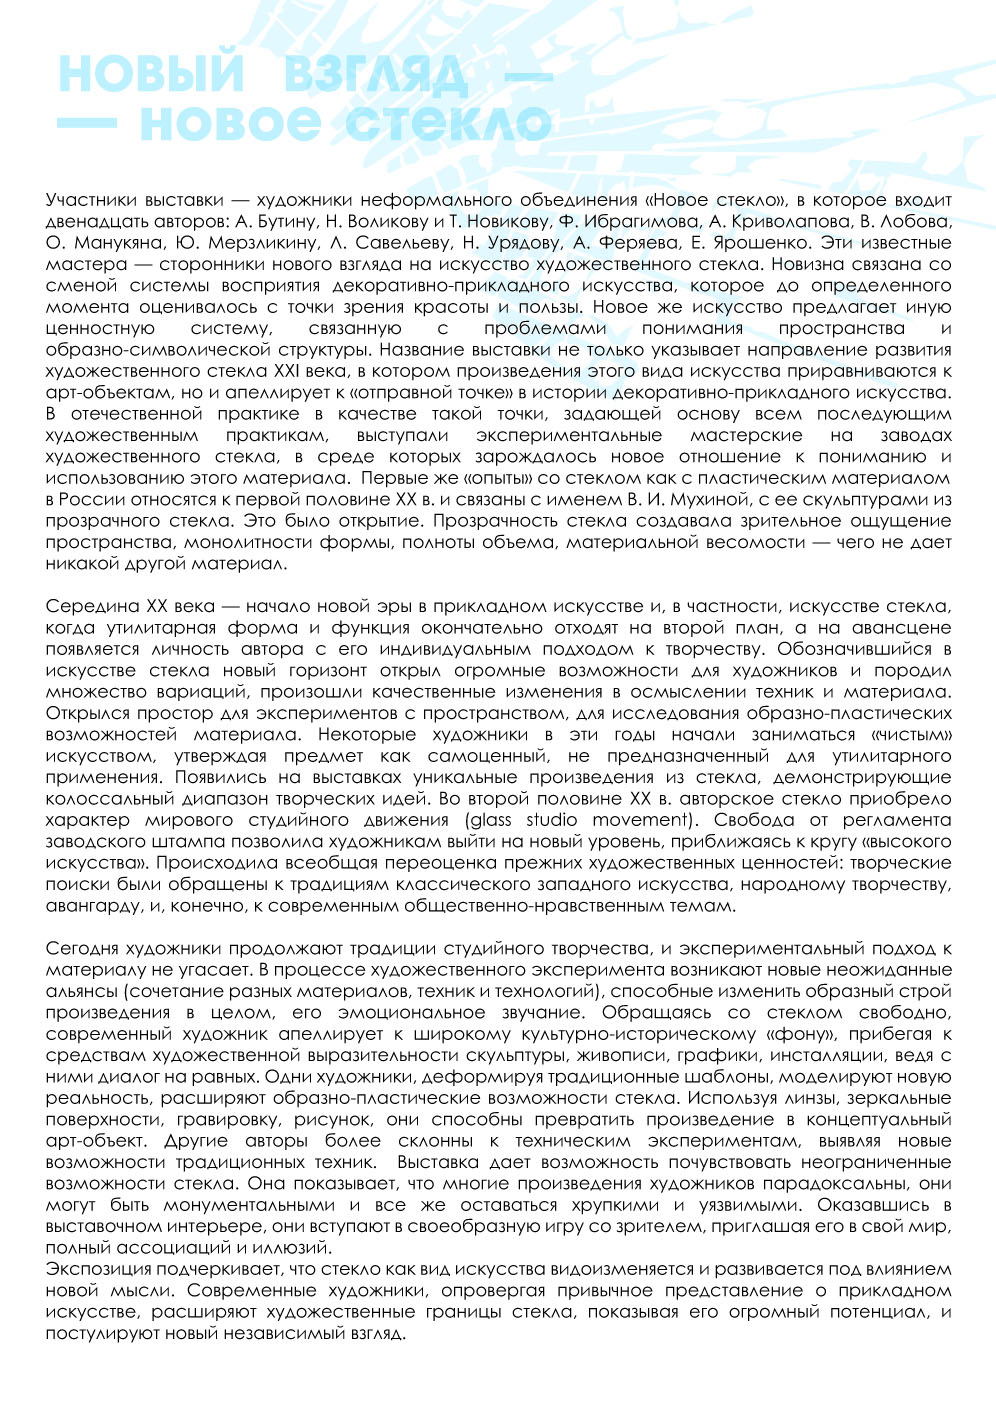 НОВЫЙ ВЗГЛЯД —
— НОВОЕ СТЕКЛО
Участники выставки — художники неформального объединения «Новое стекло», в которое входит
двенадцать авторов: А. Бутину, Н. Воликову и Т. Новикову, Ф. Ибрагимова, А. Криволапова, В. Лобова,
О. Манукяна, Ю. Мерзликину, Л. Савельеву, Н. Урядову, А. Феряева, Е. Ярошенко. Эти известные
мастера — сторонники нового взгляда на искусство художественного стекла. Новизна связана со
сменой системы восприятия декоративно-прикладного искусства, которое до определенного
момента оценивалось с точки зрения красоты и пользы. Новое же искусство предлагает иную
ценностную систему, связанную с проблемами понимания пространства и
образно-символической структуры. Название выставки не только указывает направление развития
художественного стекла XXI века, в котором произведения этого вида искусства приравниваются к
арт-объектам, но и апеллирует к «отправной точке» в истории декоративно-прикладного искусства.
В отечественной практике в качестве такой точки, задающей основу всем последующим
художественным практикам, выступали экспериментальные мастерские на заводах
художественного стекла, в среде которых зарождалось новое отношение к пониманию и
использованию этого материала. Первые же «опыты» со стеклом как с пластическим материалом
в России относятся к первой половине XX в. и связаны с именем В. И. Мухиной, с ее скульптурами из
прозрачного стекла. Это было открытие. Прозрачность стекла создавала зрительное ощущение
пространства, монолитности формы, полноты объема, материальной весомости — чего не дает
никакой другой материал.
Середина XX века — начало новой эры в прикладном искусстве и, в частности, искусстве стекла,
когда утилитарная форма и функция окончательно отходят на второй план, а на авансцене
появляется личность автора с его индивидуальным подходом к творчеству. Обозначившийся в
искусстве стекла новый горизонт открыл огромные возможности для художников и породил
множество вариаций, произошли качественные изменения в осмыслении техник и материала.
Открылся простор для экспериментов с пространством, для исследования образно-пластических
возможностей материала. Некоторые художники в эти годы начали заниматься «чистым»
искусством, утверждая предмет как самоценный, не предназначенный для утилитарного
применения. Появились на выставках уникальные произведения из стекла, демонстрирующие
колоссальный диапазон творческих идей. Во второй половине XX в. авторское стекло приобрело
характер мирового студийного движения (glass studio movement). Свобода от регламента
заводского штампа позволила художникам выйти на новый уровень, приближаясь к кругу «высокого
искусства». Происходила всеобщая переоценка прежних художественных ценностей: творческие
поиски были обращены к традициям классического западного искусства, народному творчеству,
авангарду, и, конечно, к современным общественно-нравственным темам.
Сегодня художники продолжают традиции студийного творчества, и экспериментальный подход к
материалу не угасает. В процессе художественного эксперимента возникают новые неожиданные
альянсы (сочетание разных материалов, техник и технологий), способные изменить образный строй
произведения в целом, его эмоциональное звучание. Обращаясь со стеклом свободно,
современный художник апеллирует к широкому культурно-историческому «фону», прибегая к
средствам художественной выразительности скульптуры, живописи, графики, инсталляции, ведя с
ними диалог на равных. Одни художники, деформируя традиционные шаблоны, моделируют новую
реальность, расширяют образно-пластические возможности стекла. Используя линзы, зеркальные
поверхности, гравировку, рисунок, они способны превратить произведение в концептуальный
арт-объект. Другие авторы более склонны к техническим экспериментам, выявляя новые
возможности традиционных техник. Выставка дает возможность почувствовать неограниченные
возможности стекла. Она показывает, что многие произведения художников парадоксальны, они
могут быть монументальными и все же оставаться хрупкими и уязвимыми. Оказавшись в
выставочном интерьере, они вступают в своеобразную игру со зрителем, приглашая его в свой мир,
полный ассоциаций и иллюзий.
Экспозиция подчеркивает, что стекло как вид искусства видоизменяется и развивается под влиянием
новой мысли. Современные художники, опровергая привычное представление о прикладном
искусстве, расширяют художественные границы стекла, показывая его огромный потенциал, и
постулируют новый независимый взгляд.